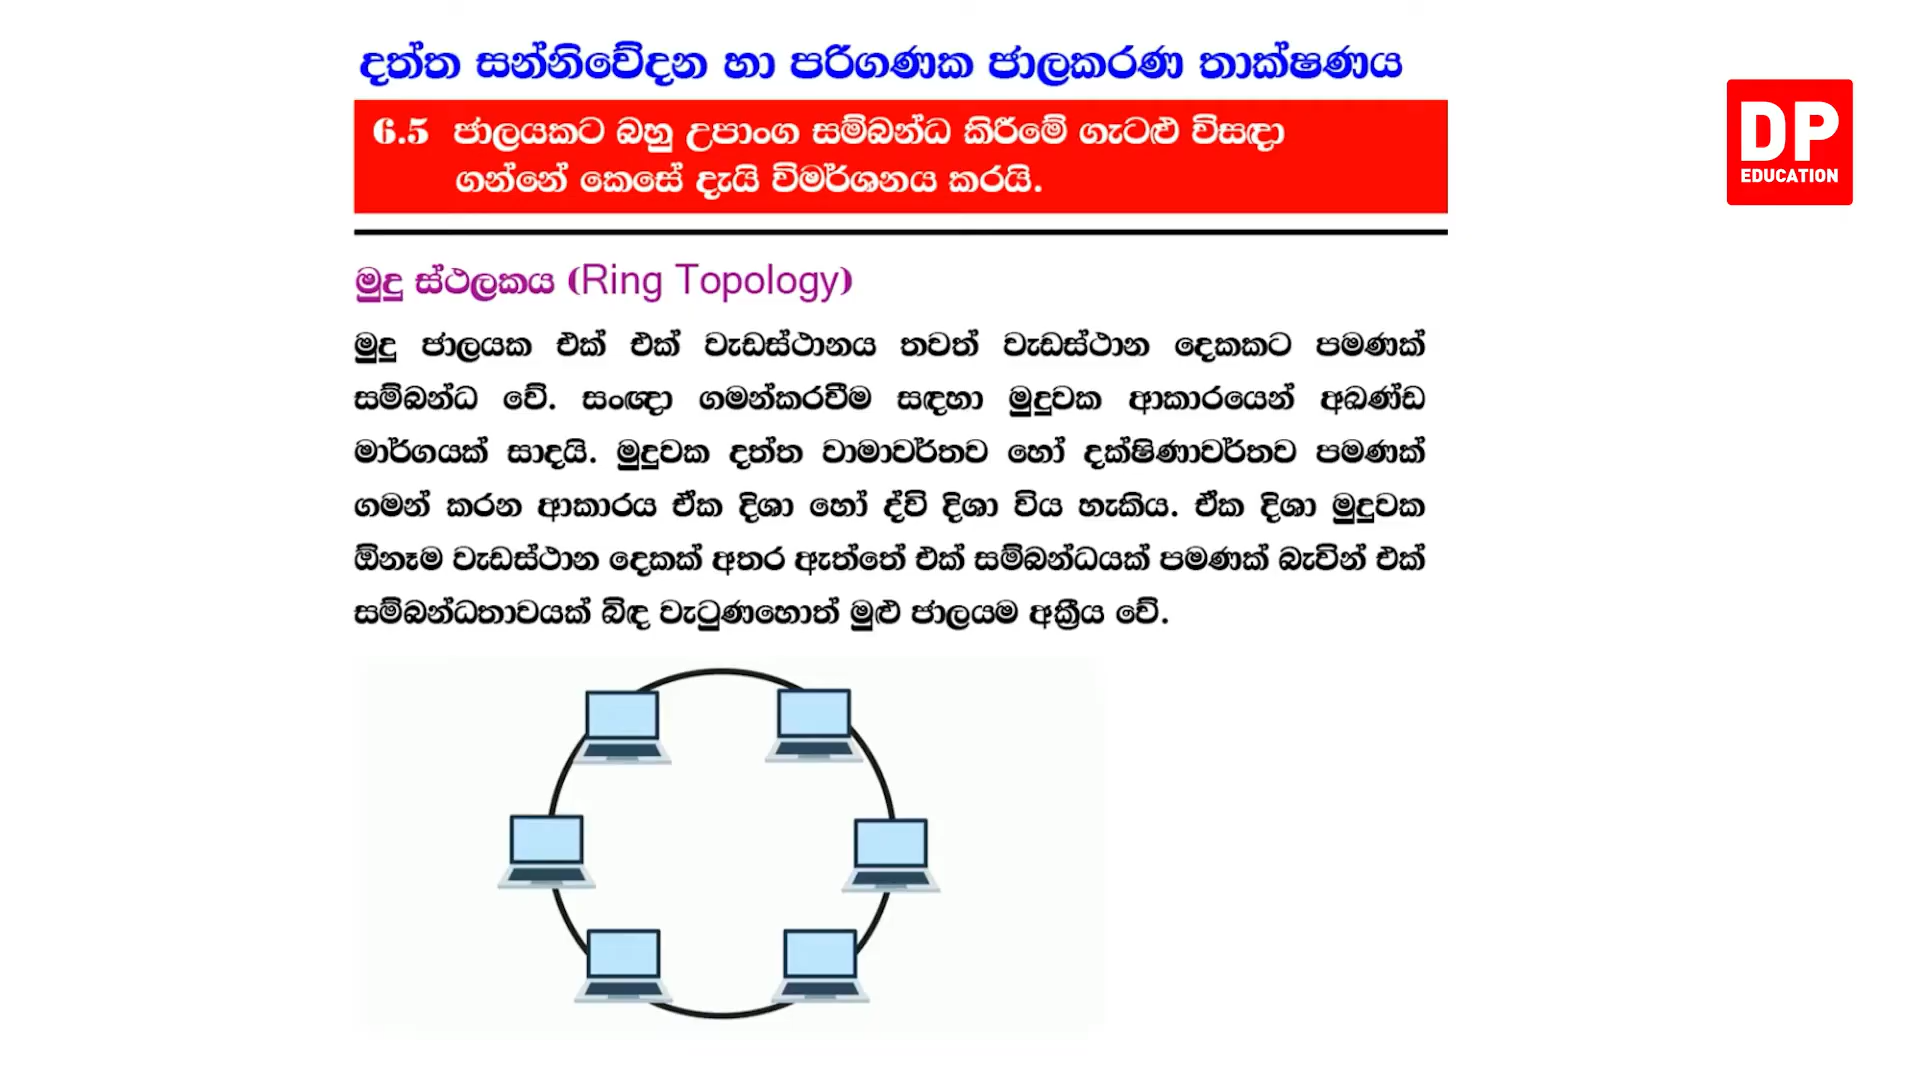 දත්ත සන්නිවේදන හා පරිගණක ජාලකරණ තාක්ෂණය
6.5 ජාලයකට බහු උපාංග සම්බන්ධ කිරීමේ ගැටළු විසඳා
ගන්නේ කෙසේ දැයි විමර්ශනය කරයි.
DP
EDUCATION
මුදු ස්ථලකය (Ring Topology)
මුදු ජාලයක එක් එක් වැඩස්ථානය තවත් වැඩස්ථාන දෙකකට පමණක්
සම්බන්ධ වේ. සංඥා ගමන්කරවීම සඳහා මුදුවක ආකාරයෙන් අඛණ්ඩ
මාර්ගයක් සාදයි. මුදුවක දත්ත වාමාවර්තව හෝ දක්ෂිණාවර්තව පමණක්
ගමන් කරන ආකාරය ඒක දිශා හෝ ද්වි දිශා විය හැකිය. ඒක දිශා මුදුවක
ඕනෑම වැඩස්ථාන දෙකක් අතර ඇත්තේ එක් සම්බන්ධයක් පමණක් බැවින් එක්
සම්බන්ධතාවයක් බිඳ වැටුණහොත් මුළු ජාලයම අක්‍රීය වේ.